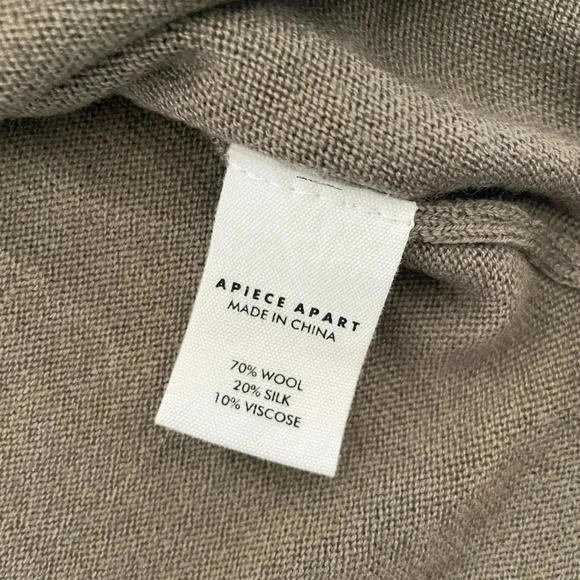 APiECE APART
MADE IN CHINA
70% WOOL
20% SILK
10% VISCOSE